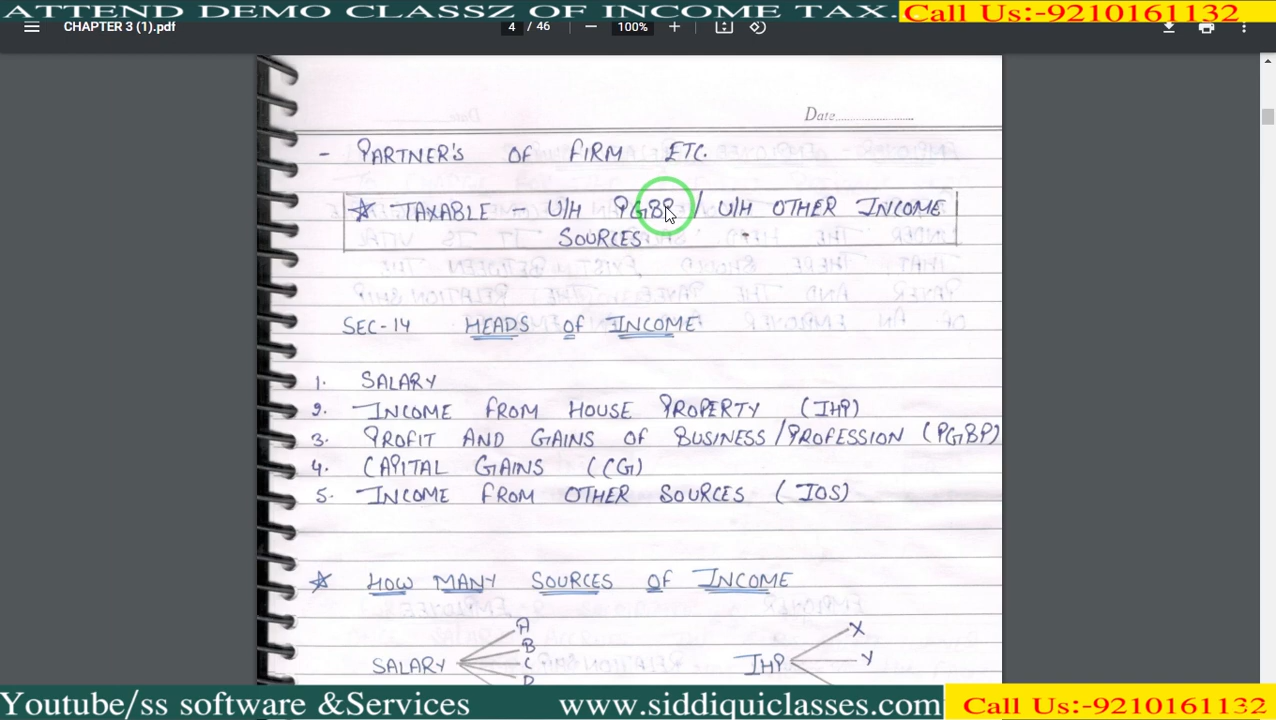 ATTEND DEMO CLASSZ OF INCOME TAX. Call Us:-9210161132
CHAPTER 3 (1).pdf 4 / 46 100%
Date
- PARTNER'S OF FIRM ETC.
☆ TAXABLE - U/H PGBP / U/H OTHER INCOME
SOURCES
SEC-14 HEADS of INCOME
1. SALARY
2. INCOME FROM HOUSE PROPERTY (IHP)
3. PROFIT AND GAINS OF BUSINESS/PROFESSION (PGBP)
4. CAPITAL GAINS (CG)
5. INCOME FROM OTHER SOURCES (IOS)
☆ HOW MANY SOURCES OF INCOME
A X
B
SALARY C IHP Y
D
Youtube/ss software &Services www.siddiquiclasses.com Call Us:-9210161132